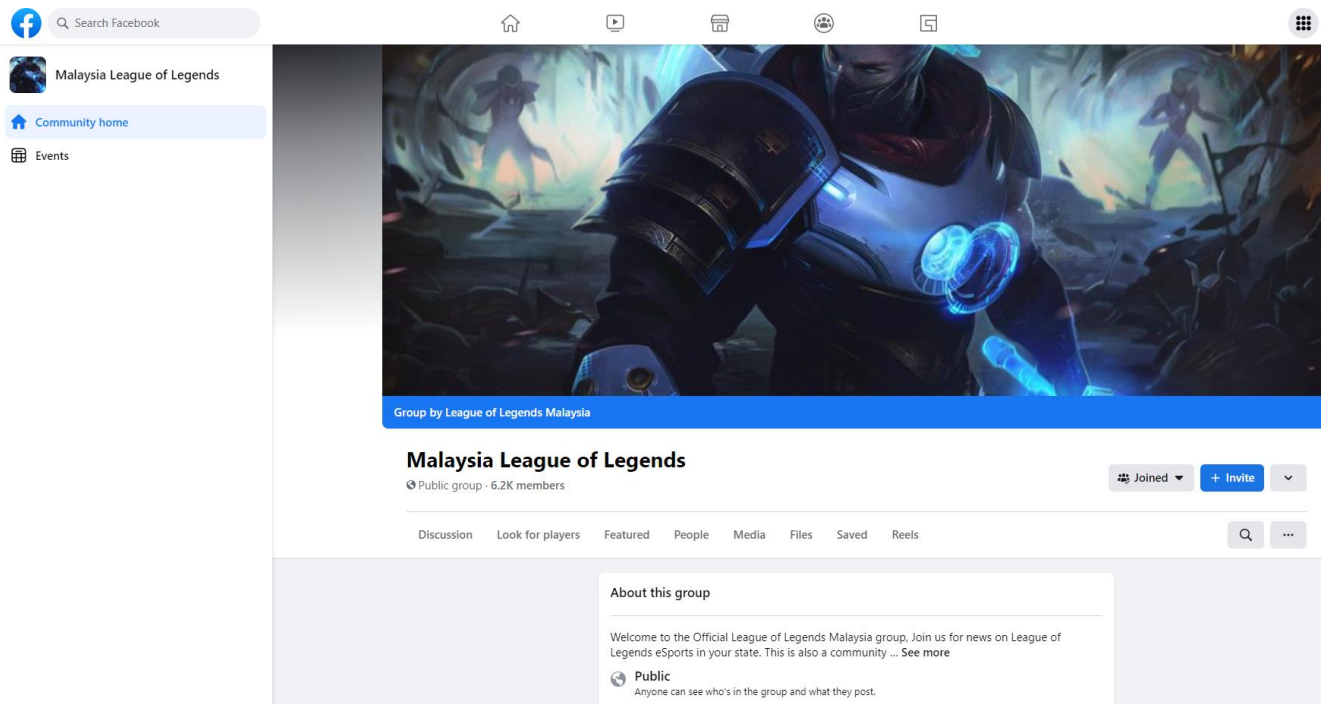 Search Facebook
Malaysia League of Legends
Community home
Events
Group by League of Legends Malaysia
Malaysia League of Legends
Public group · 6.2K members
Joined
+ Invite
Discussion Look for players Featured People Media Files Saved Reels
About this group
Welcome to the Official League of Legends Malaysia group, Join us for news on League of
Legends eSports in your state. This is also a community ... See more
Public
Anyone can see who's in the group and what they post.